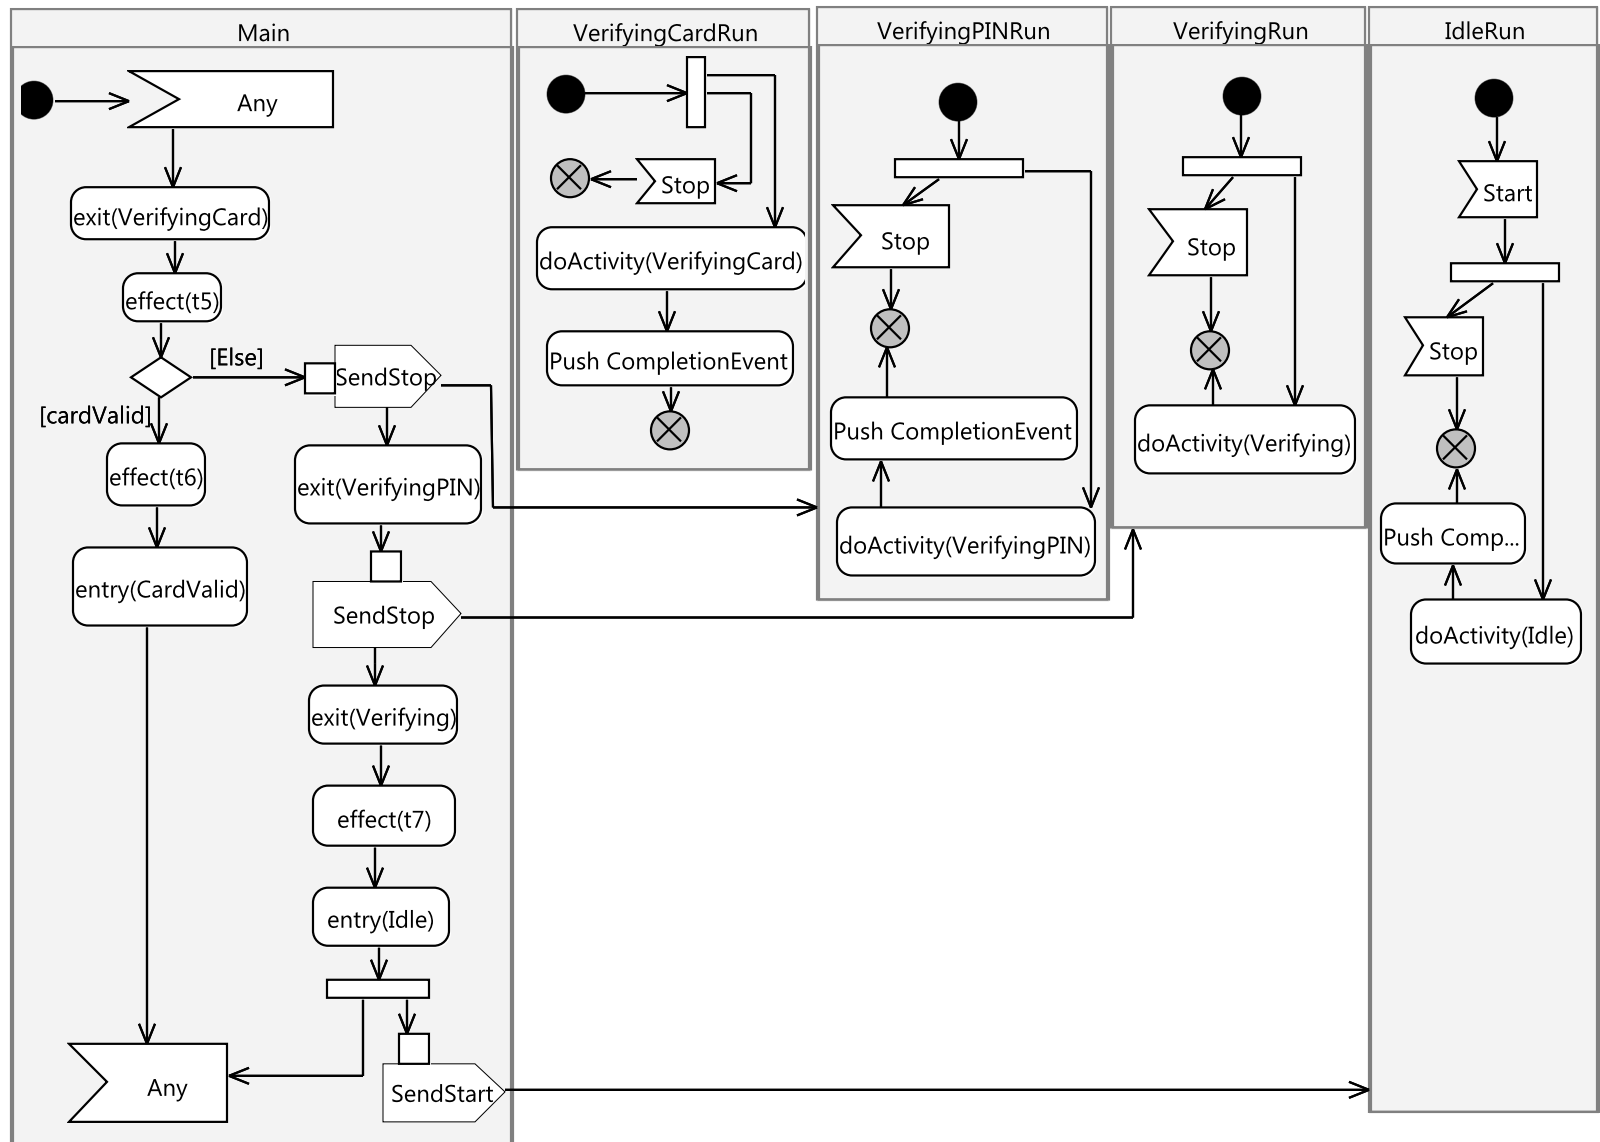 Main
Any
exit(VerifyingCard)
effect(t5)
[Else]
[cardValid]
SendStop
effect(t6)
exit(VerifyingPIN)
entry(CardValid)
SendStop
exit(Verifying)
effect(t7)
entry(Idle)
Any
SendStart
VerifyingCardRun
Stop
doActivity(VerifyingCard)
Push CompletionEvent
VerifyingPINRun
Stop
Push CompletionEvent
doActivity(VerifyingPIN)
VerifyingRun
Stop
doActivity(Verifying)
IdleRun
Start
Stop
Push Comp...
doActivity(Idle)